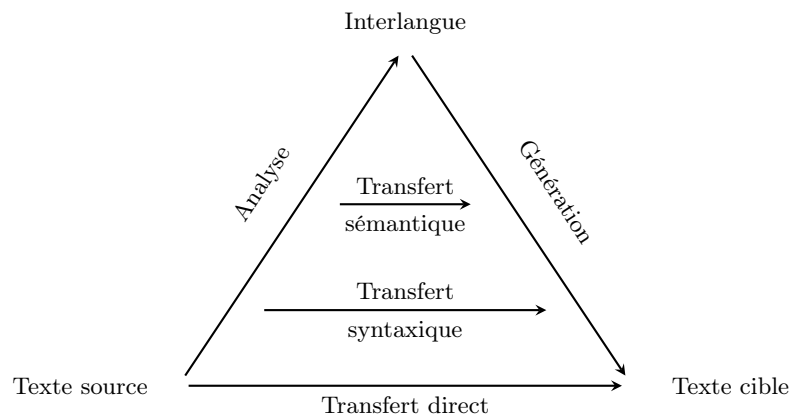 Interlangue
Analyse
Génération
Transfert
sémantique
Transfert
syntaxique
Texte source
Texte cible
Transfert direct